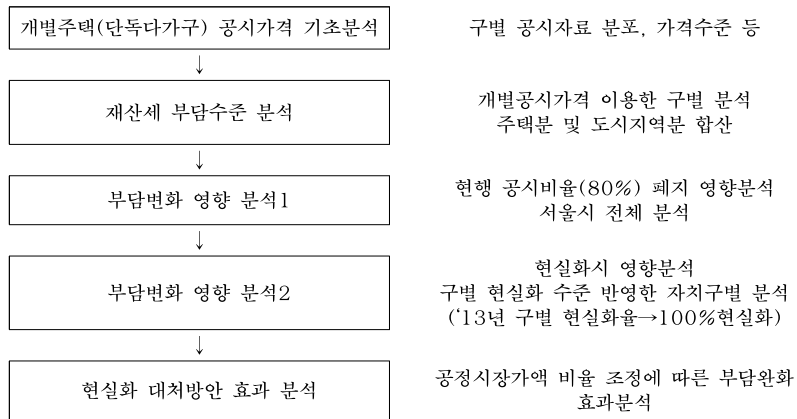 개별주택(단독다가구) 공시가격 기초분석
구별 공시자료 분포, 가격수준 등
↓
재산세 부담수준 분석
개별공시가격 이용한 구별 분석
주택분 및 도시지역분 합산
↓
부담변화 영향 분석1
현행 공시비율(80%) 폐지 영향분석
서울시 전체 분석
↓
부담변화 영향 분석2
현실화시 영향분석
구별 현실화 수준 반영한 자치구별 분석
(‘13년 구별 현실화율→100%현실화)
↓
현실화 대처방안 효과 분석
공정시장가액 비율 조정에 따른 부담완화
효과분석